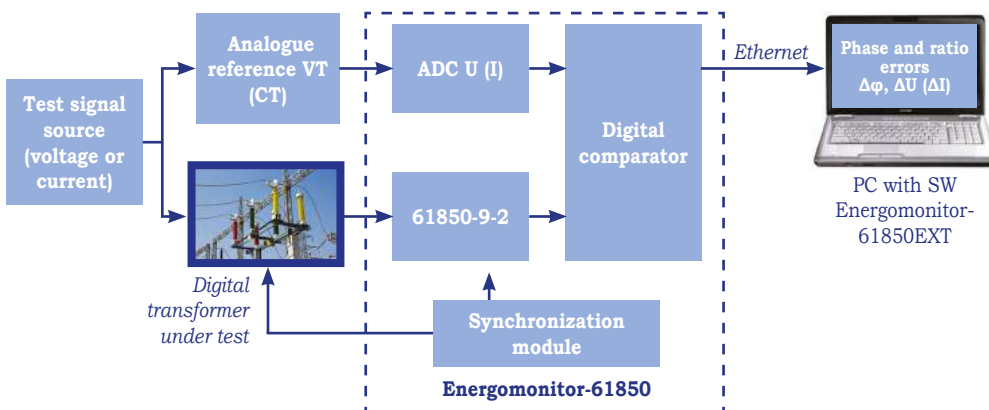 Test signal
source
(voltage or
current)
Analogue
reference VT
(CT)
Digital
transformer
under test
ADC U (I)
61850-9-2
Synchronization
module
Digital
comparator
Energomonitor-61850
Ethernet
Phase and ratio
errors
Δφ, ΔU (ΔI)
PC with SW
Energomonitor-
61850EXT